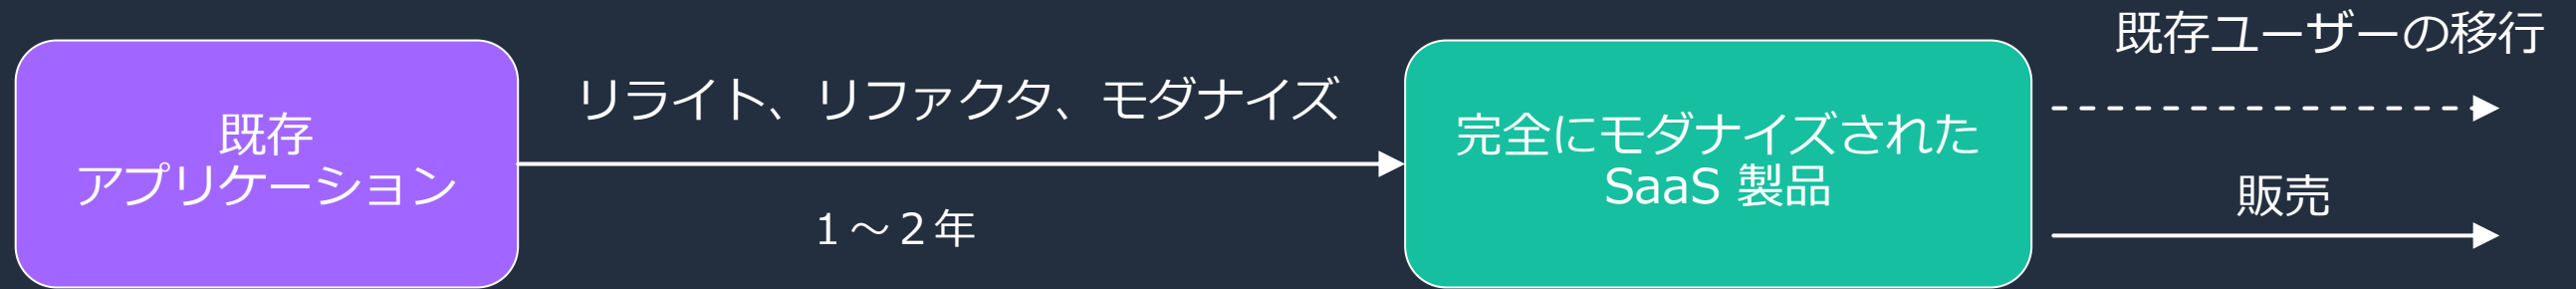 既存
アプリケーション
リライト、リファクタ、モダナイズ
1～2年
完全にモダナイズされた
SaaS 製品
既存ユーザーの移行
販売